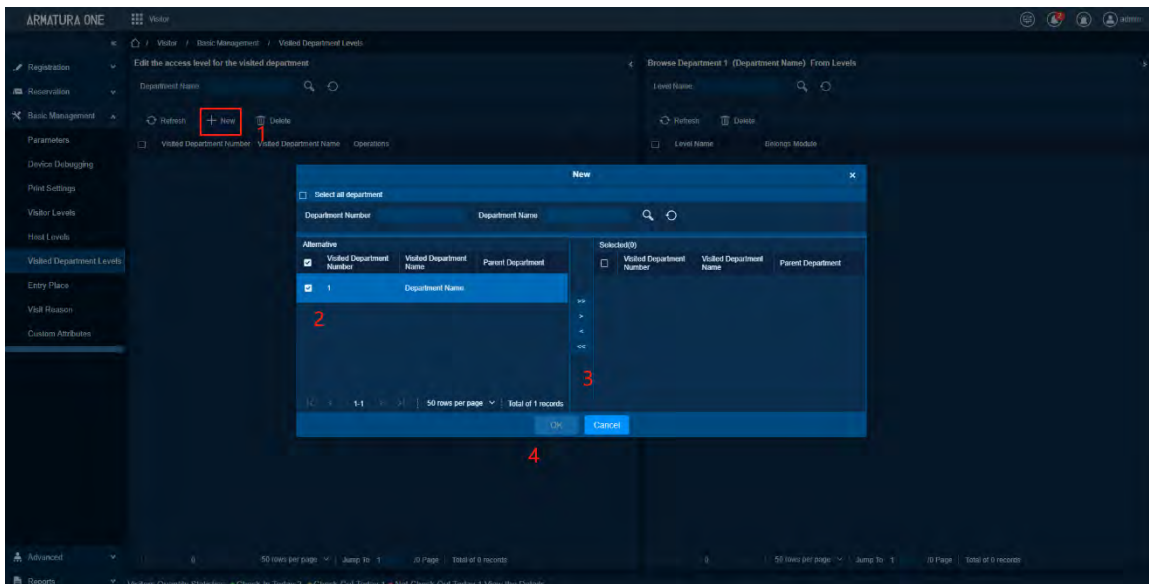 ARMATURA ONE
Visitor
admin
/ Visitor / Basic Management / Visited Department Levels
Registration
Reservation
Basic Management
Parameters
Device Debugging
Print Settings
Visitor Levels
Host Levels
Visited Department Levels
Entry Place
Visit Reason
Custom Attributes
Advanced
Reports
Edit the access level for the visited department
Department Name
Refresh New Delete
1
Visited Department Number Visited Department Name Operations
Browse Department 1 (Department Name) From Levels
Level Name
Refresh Delete
Level Name Bindings Module
New
Select all department
Department Number Department Name
Alternative
Visited Department Number Visited Department Name Parent Department
1 Department Name
2
1-1 50 rows per page Total of 1 records
Selected(0)
Visited Department Number Visited Department Name Parent Department
>>
>
<
<<
3
OK Cancel
4
0 50 rows per page Jump To 1 /0 Page Total of 0 records
0 50 rows per page Jump To 1 /0 Page Total of 0 records